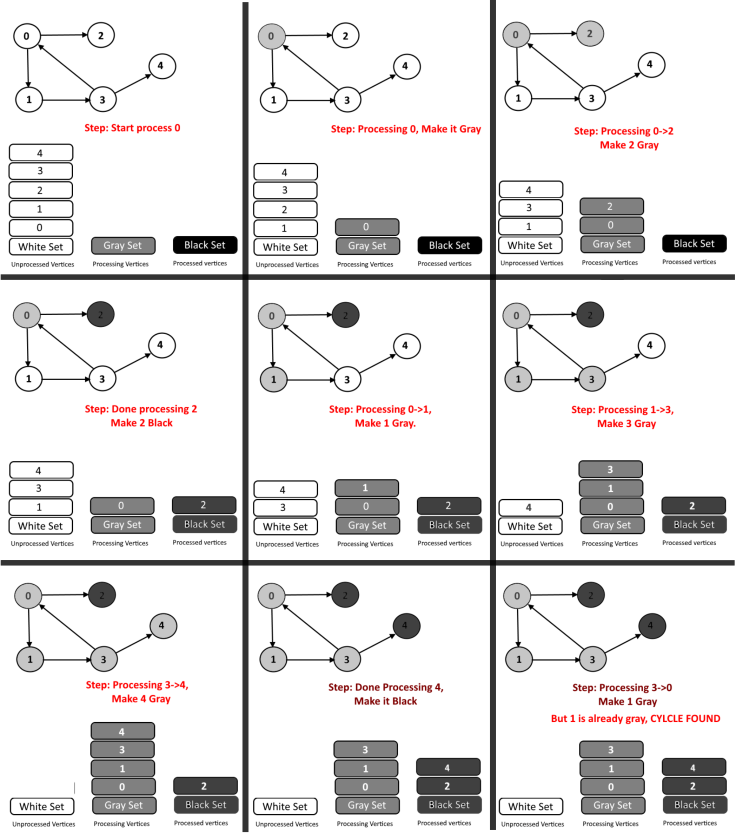 0
2
4
1
3
Step: Start process 0
4
3
2
1
0
White Set
Gray Set
Black Set
Unprocessed Vertices
Processing Vertices
Processed vertices
0
2
4
1
3
Step: Processing 0, Make it Gray
4
3
2
1
0
White Set
Gray Set
Black Set
Unprocessed Vertices
Processing Vertices
Processed vertices
0
2
4
1
3
Step: Processing 0->2
Make 2 Gray
4
3
1
2
0
White Set
Gray Set
Black Set
Unprocessed Vertices
Processing Vertices
Processed vertices
0
2
4
1
3
Step: Done processing 2
Make 2 Black
4
3
1
0
2
White Set
Gray Set
Black Set
Unprocessed Vertices
Processing Vertices
Processed vertices
0
2
4
1
3
Step: Processing 0->1,
Make 1 Gray.
4
3
1
0
2
White Set
Gray Set
Black Set
Unprocessed Vertices
Processing Vertices
Processed vertices
0
2
4
1
3
Step: Processing 1->3,
Make 3 Gray
4
3
1
0
2
White Set
Gray Set
Black Set
Unprocessed Vertices
Processing Vertices
Processed vertices
0
2
4
1
3
Step: Processing 3->4,
Make 4 Gray
4
3
1
0
2
White Set
Gray Set
Black Set
Unprocessed Vertices
Processing Vertices
Processed vertices
0
2
4
1
3
Step: Done Processing 4,
Make it Black
3
1
0
4
2
White Set
Gray Set
Black Set
Unprocessed Vertices
Processing Vertices
Processed vertices
0
2
4
1
3
Step: Processing 3->0
Make 1 Gray
But 1 is already gray, CYLCLE FOUND
3
1
0
4
2
White Set
Gray Set
Black Set
Unprocessed Vertices
Processing Vertices
Processed vertices